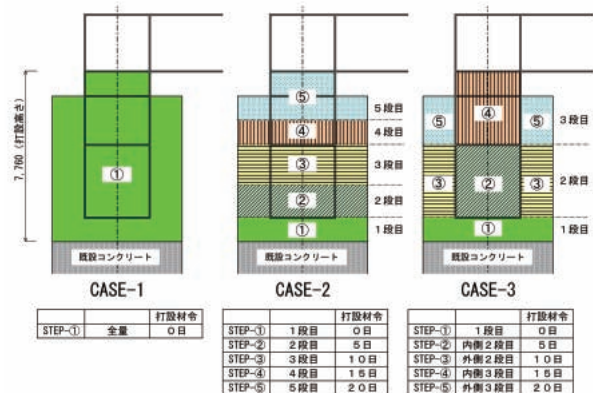 7,760 (打設高さ)
①
既設コンクリート
CASE-1
⑤
④
③
②
①
5段目
4段目
3段目
2段目
1段目
既設コンクリート
CASE-2
⑤
④
⑤
③
②
③
①
3段目
2段目
1段目
既設コンクリート
CASE-3
打設材令
STEP-① 全量 0日
打設材令
STEP-① 1段目 0日
STEP-② 2段目 5日
STEP-③ 3段目 10日
STEP-④ 4段目 15日
STEP-⑤ 5段目 20日
打設材令
STEP-① 1段目 0日
STEP-② 内側2段目 5日
STEP-③ 外側2段目 10日
STEP-④ 内側3段目 15日
STEP-⑤ 外側3段目 20日